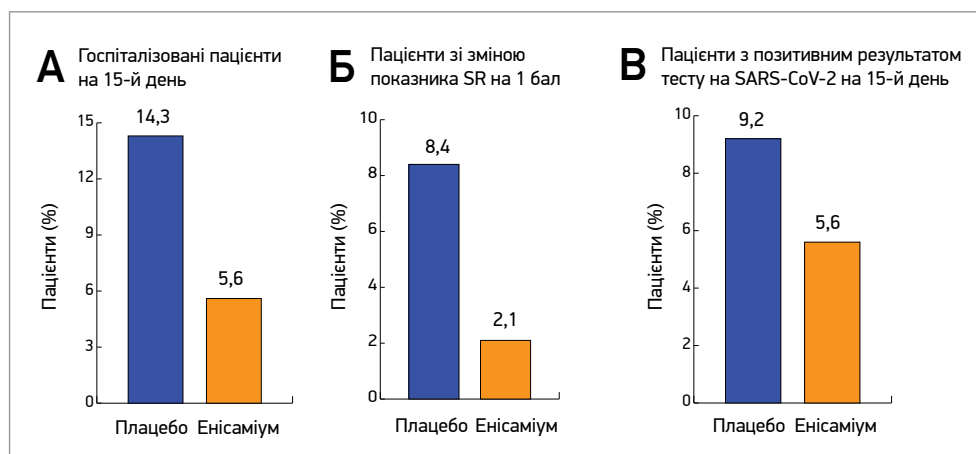 А Госпіталізовані пацієнти
на 15-й день
Пацієнти (%)
15
12
9
6
3
0
14,3
5,6
Плацебо Енісаміум
Б Пацієнти зі зміною
показника SR на 1 бал
Пацієнти (%)
10
8
6
4
2
0
8,4
2,1
Плацебо Енісаміум
В Пацієнти з позитивним результатом
тесту на SARS-CoV-2 на 15-й день
Пацієнти (%)
10
8
6
4
2
0
9,2
5,6
Плацебо Енісаміум